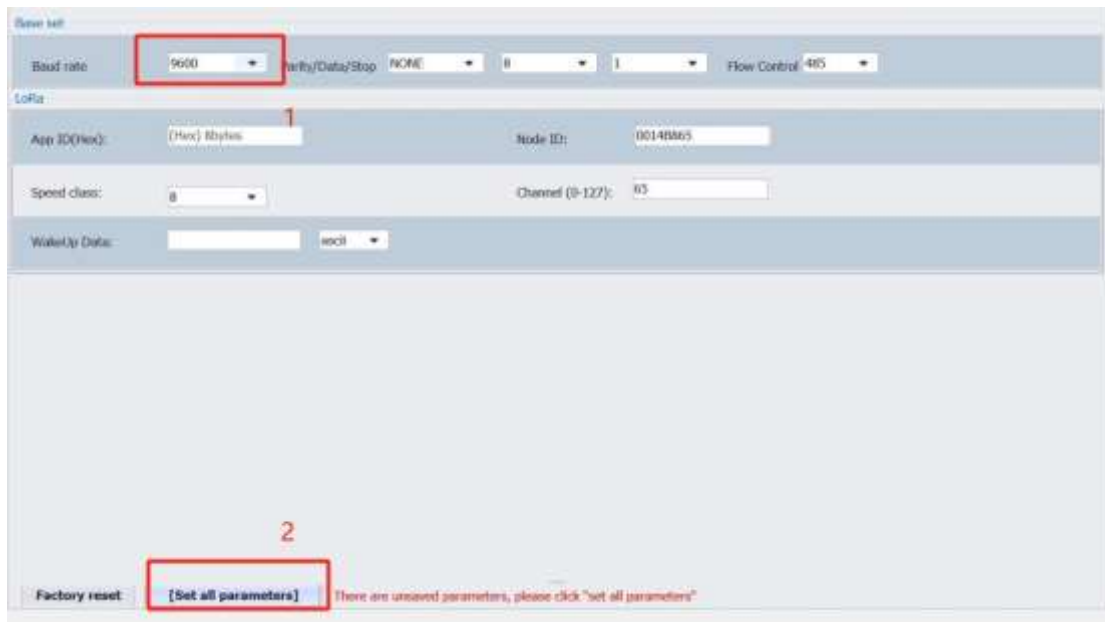 Base set
Baud rate 9600 Parity/Data/Stop NONE 8 1 Flow Control 485
LoRa
1
App ID(Hex): (Hex) 8bytes Node ID: 0014B865
Speed class: 8 Channel (0-127): 65
WakeUp Data: ascii
2
Factory reset [Set all parameters] There are unsaved parameters, please click "set all parameters"